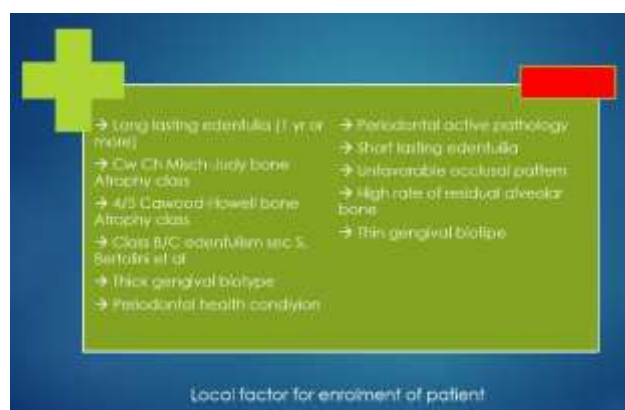 → Long lasting edentulia (1 yr or
more)
→ Cw Ch Misch-Judy bone
Atrophy class
→ 4/5 Cawood-Howell bone
Atrophy class
→ Class B/C edentulism sec S.
Bertolini et al
→ Thick gengival biotype
→ Periodontal health condiyion
→ Periodontal active pathology
→ Short lasting edentulia
→ Unfavorable occlusal pattern
→ High rate of residual alveolar
bone
→ Thin gengival biotipe
Local factor for enrolment of patient